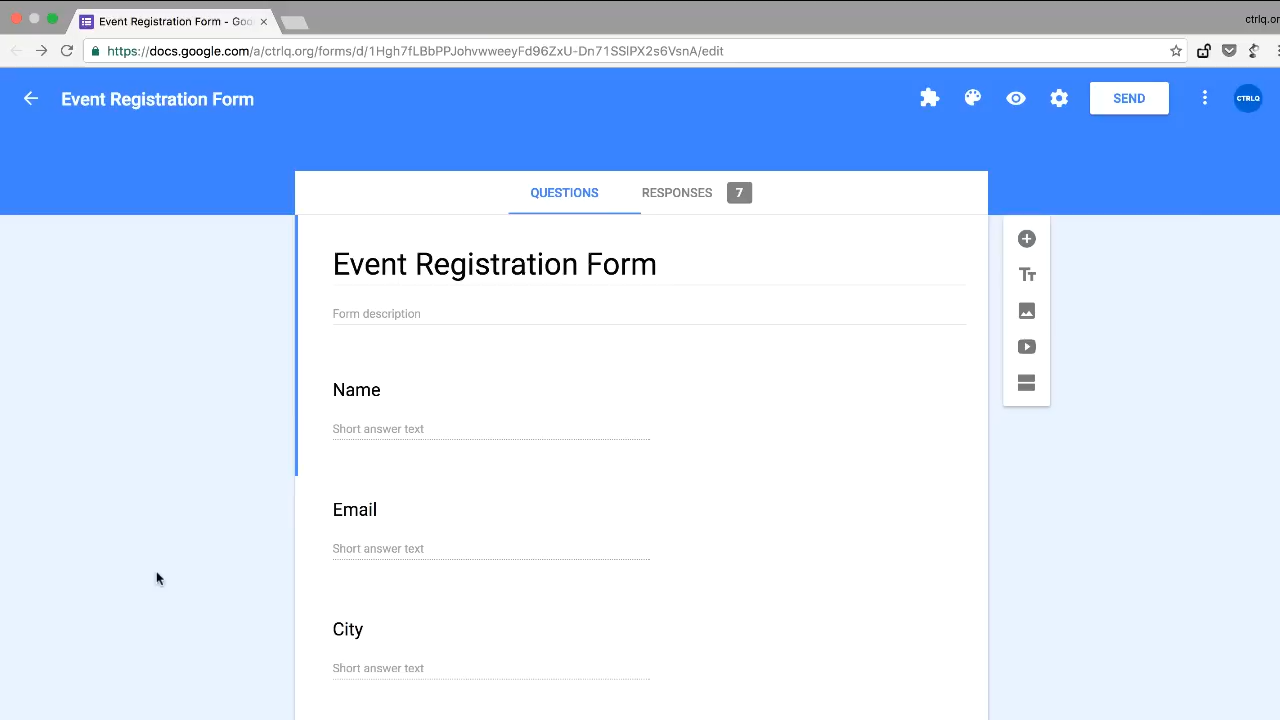 Event Registration Form - Goo
ctrlq.or
https://docs.google.com/a/ctrlq.org/forms/d/1Hgh7fLBbPPJohvwweeyFd96ZxU-Dn71SSlPX2s6VsnA/edit
Event Registration Form
SEND
CTRLQ
QUESTIONS RESPONSES 7
Event Registration Form
Form description
Tт
Name
Short answer text
Email
Short answer text
City
Short answer text